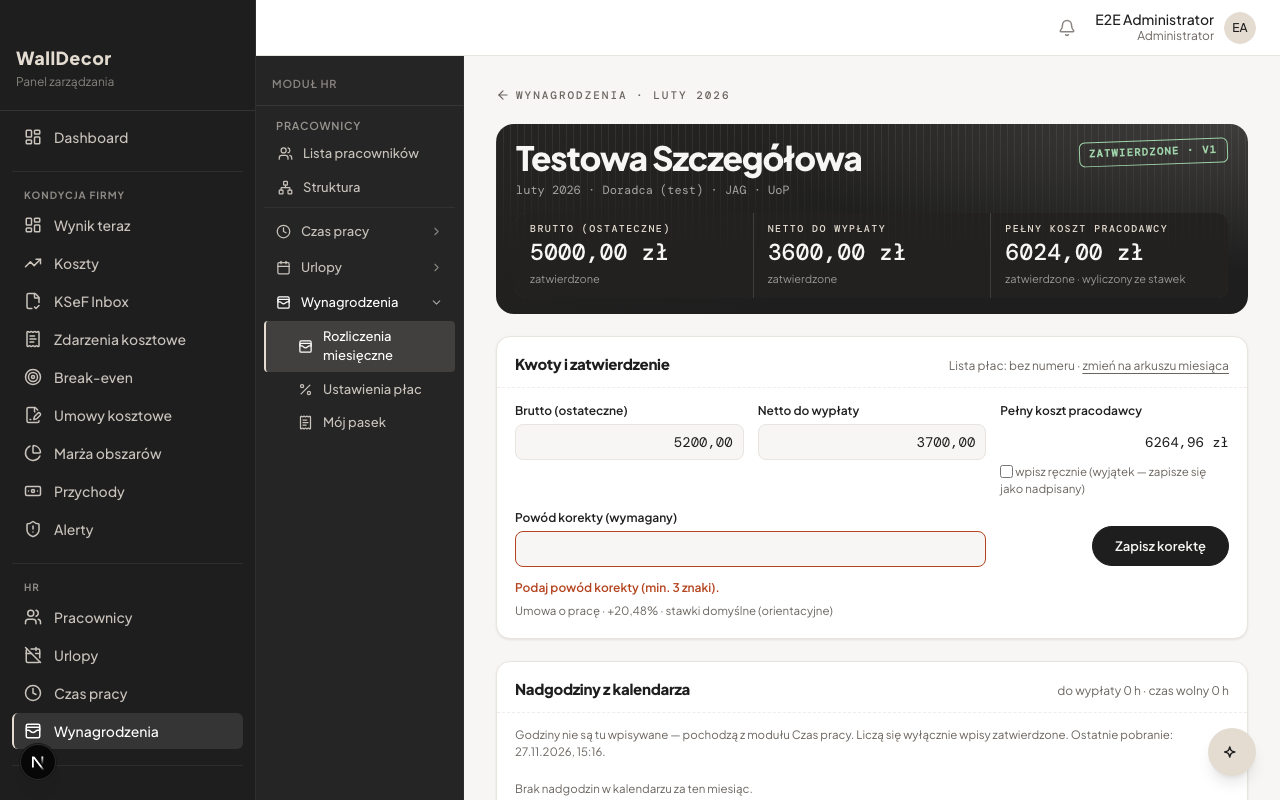 WallDecor
Panel zarządzania
Dashboard
KONDYCJA FIRMY
Wynik teraz
Koszty
KSeF Inbox
Zdarzenia kosztowe
Break-even
Umowy kosztowe
Marża obszarów
Przychody
Alerty
HR
Pracownicy
Urlopy
Czas pracy
Wynagrodzenia
N
MODUŁ HR
PRACOWNICY
Lista pracowników
Struktura
Czas pracy
Urlopy
Wynagrodzenia
Rozliczenia
miesięczne
Ustawienia płac
Mój pasek
E2E Administrator
Administrator
EA
WYNAGRODZENIA · LUTY 2026
Testowa Szczegółowa
ZATWIERDZONE · V1
luty 2026 · Doradca (test) · JAG · UoP
BRUTTO (OSTATECZNE)
5000,00 zł
zatwierdzone
NETTO DO WYPŁATY
3600,00 zł
zatwierdzone
PEŁNY KOSZT PRACODAWCY
6024,00 zł
zatwierdzone · wyliczony ze stawek
Kwoty i zatwierdzenie
Lista płac: bez numeru · zmień na arkuszu miesiąca
Brutto (ostateczne)
5200,00
Netto do wypłaty
3700,00
Pełny koszt pracodawcy
6264,96 zł
wpisz ręcznie (wyjątek — zapisze się
jako nadpisany)
Powód korekty (wymagany)
Zapisz korektę
Podaj powód korekty (min. 3 znaki).
Umowa o pracę · +20,48% · stawki domyślne (orientacyjne)
Nadgodziny z kalendarza
do wypłaty 0 h · czas wolny 0 h
Godziny nie są tu wpisywane — pochodzą z modułu Czas pracy. Liczą się wyłącznie wpisy zatwierdzone. Ostatnie pobranie:
27.11.2026, 15:16.
Brak nadgodzin w kalendarzu za ten miesiąc.